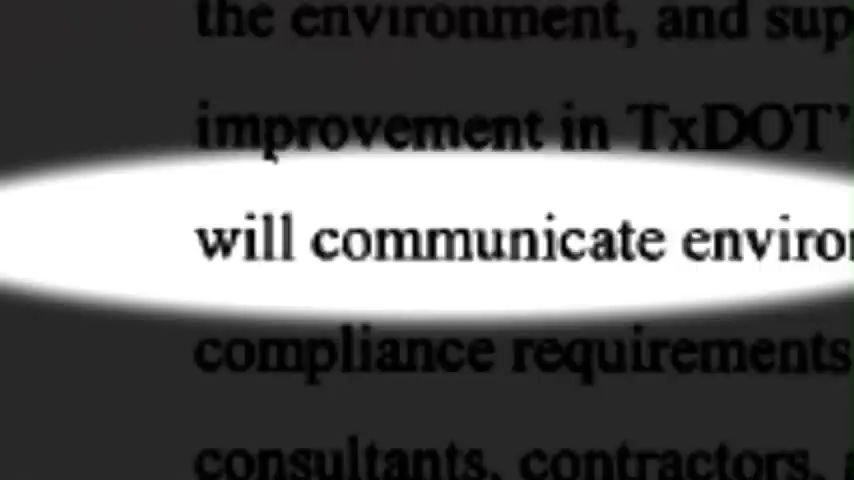 the environment, and sup
improvement in TxDOT'
will communicate enviro
compliance requirements
consultants, contractors,